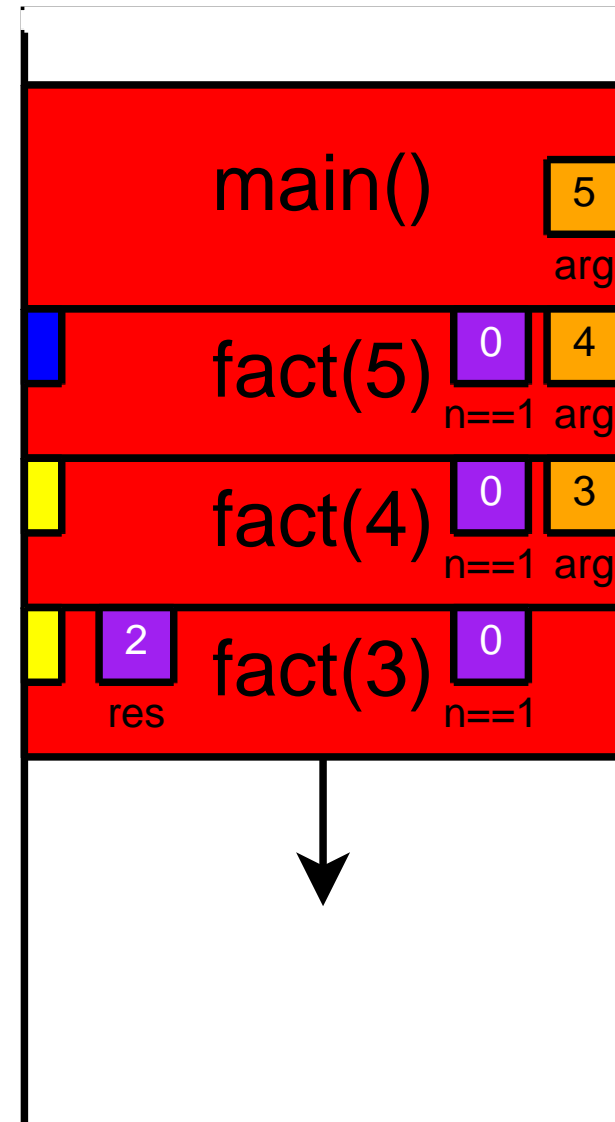 main() 5
arg
fact(5) 0 4
n==1 arg
fact(4) 0 3
n==1 arg
2 fact(3) 0
res n==1